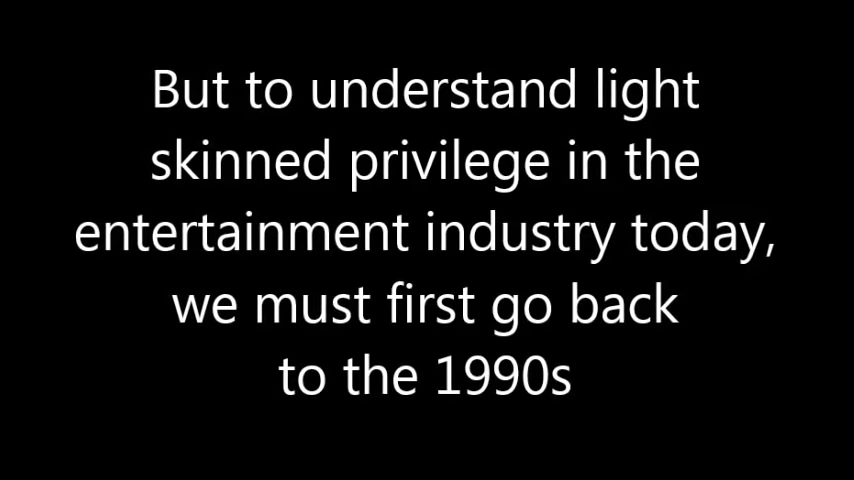 But to understand light
skinned privilege in the
entertainment industry today,
we must first go back
to the 1990s